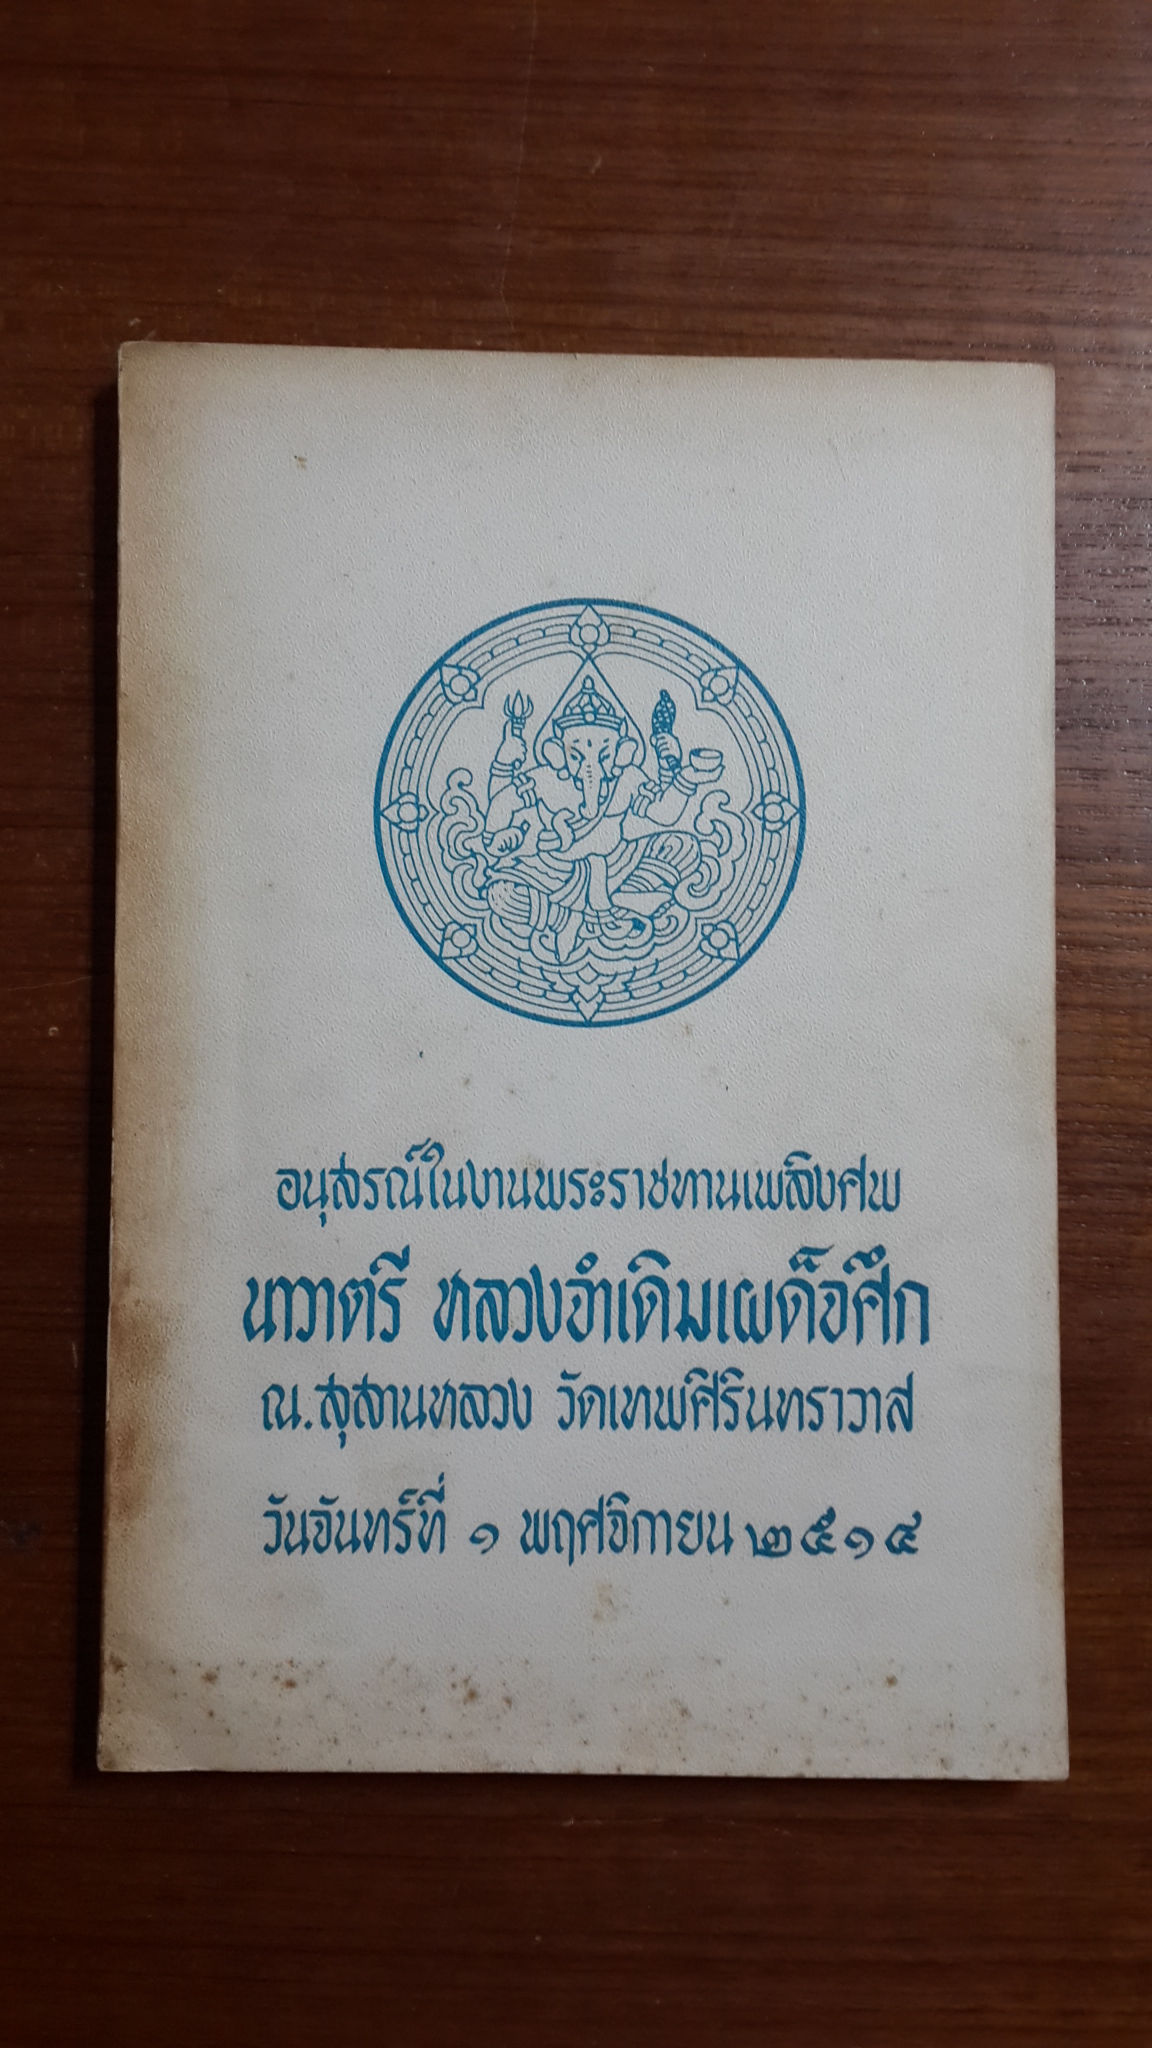 อนุสรณ์ในงานพระราชทานเพลิงศพ
นาวาตรี หลวงจำเดิมเผด็จศึก
ณ.สุสานหลวง วัดเทพศิรินทราวาส
วันจันทร์ที่ ๑ พฤศจิกายน ๒๕๑๔